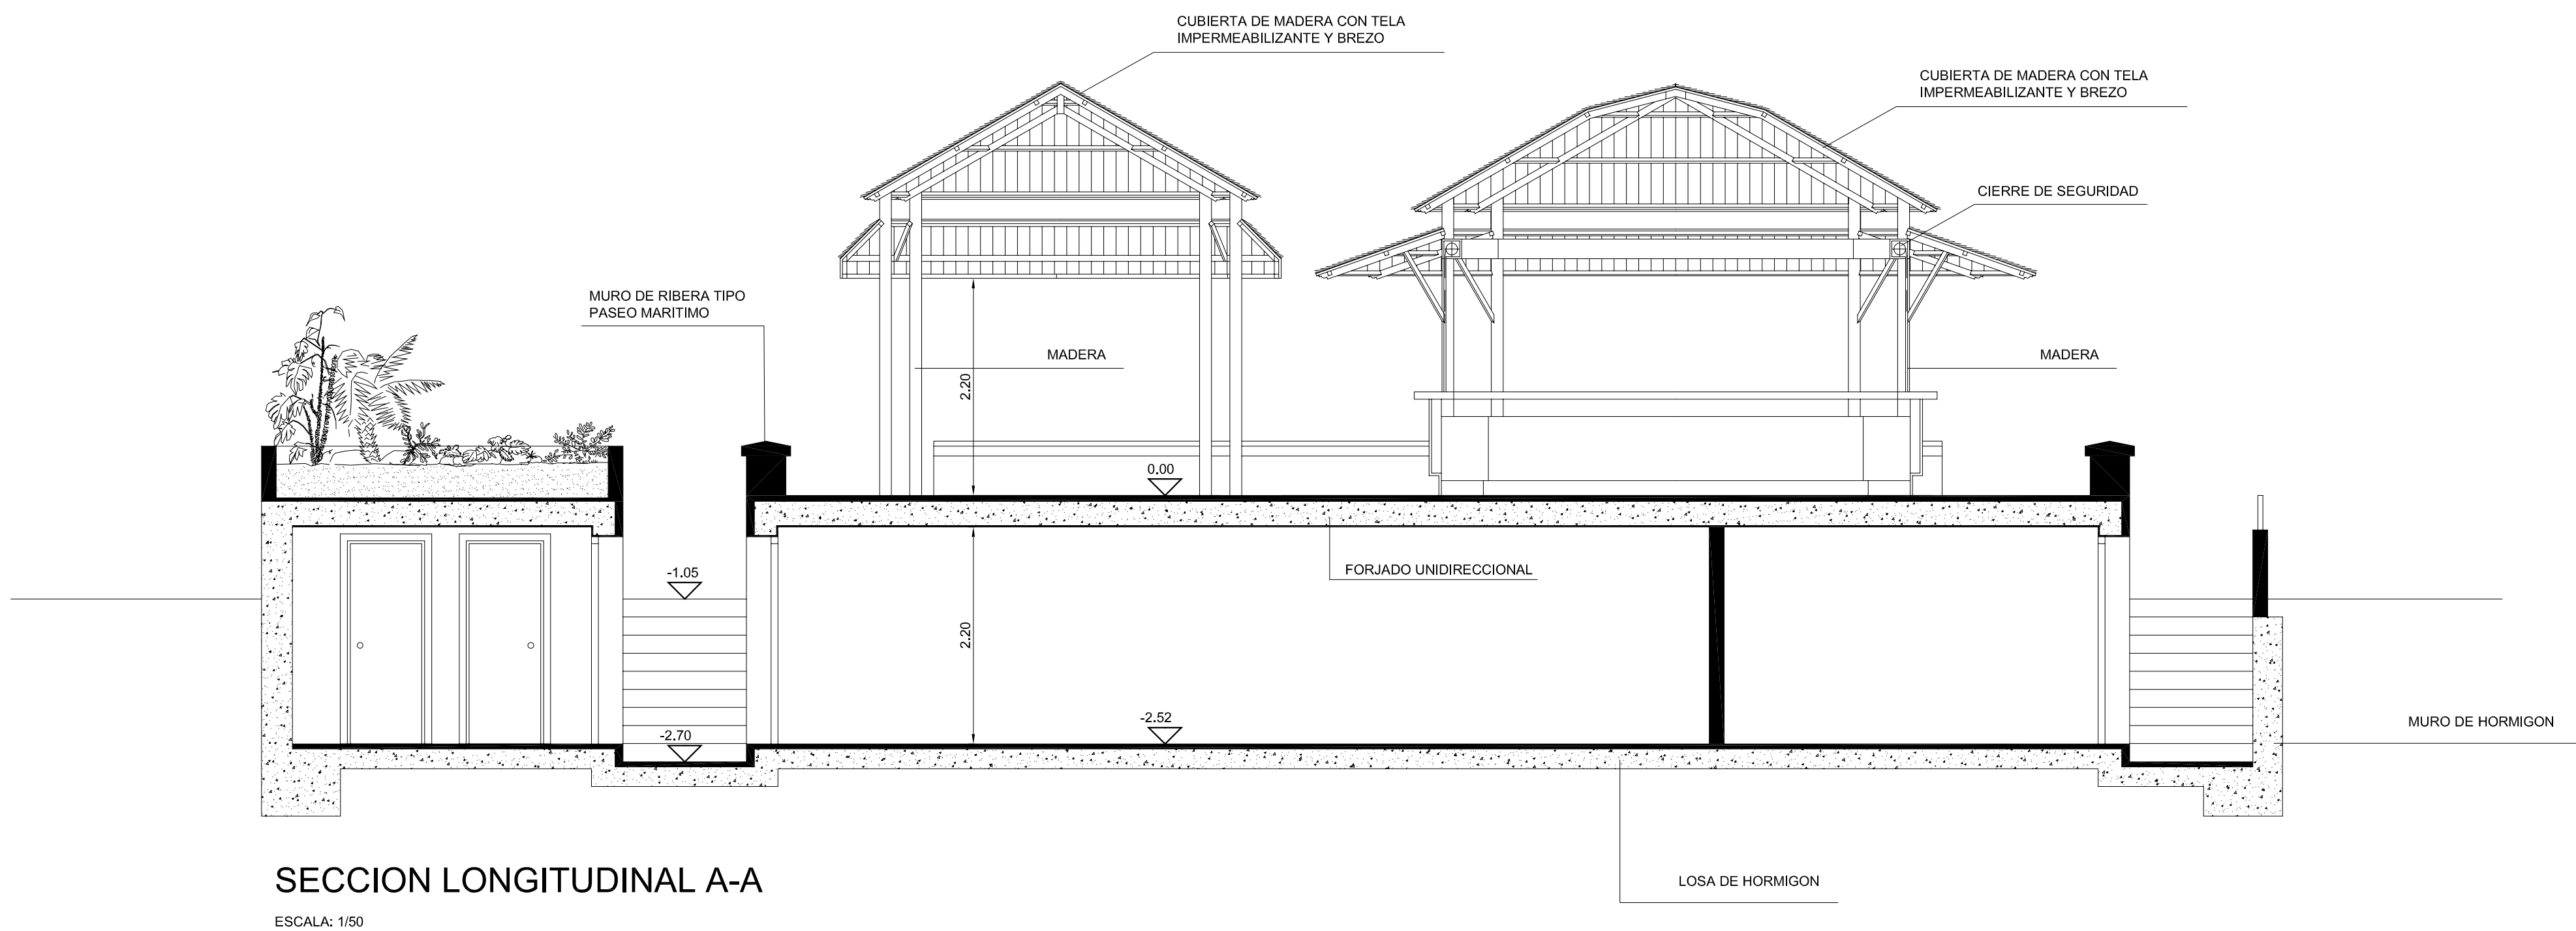 CUBIERTA DE MADERA CON TELA
IMPERMEABILIZANTE Y BREZO
CUBIERTA DE MADERA CON TELA
IMPERMEABILIZANTE Y BREZO
CIERRE DE SEGURIDAD
MURO DE RIBERA TIPO
PASEO MARITIMO
MADERA
MADERA
2.20
0.00
FORJADO UNIDIRECCIONAL
-1.05
2.20
-2.52
-2.70
MURO DE HORMIGON
SECCION LONGITUDINAL A-A
LOSA DE HORMIGON
ESCALA: 1/50